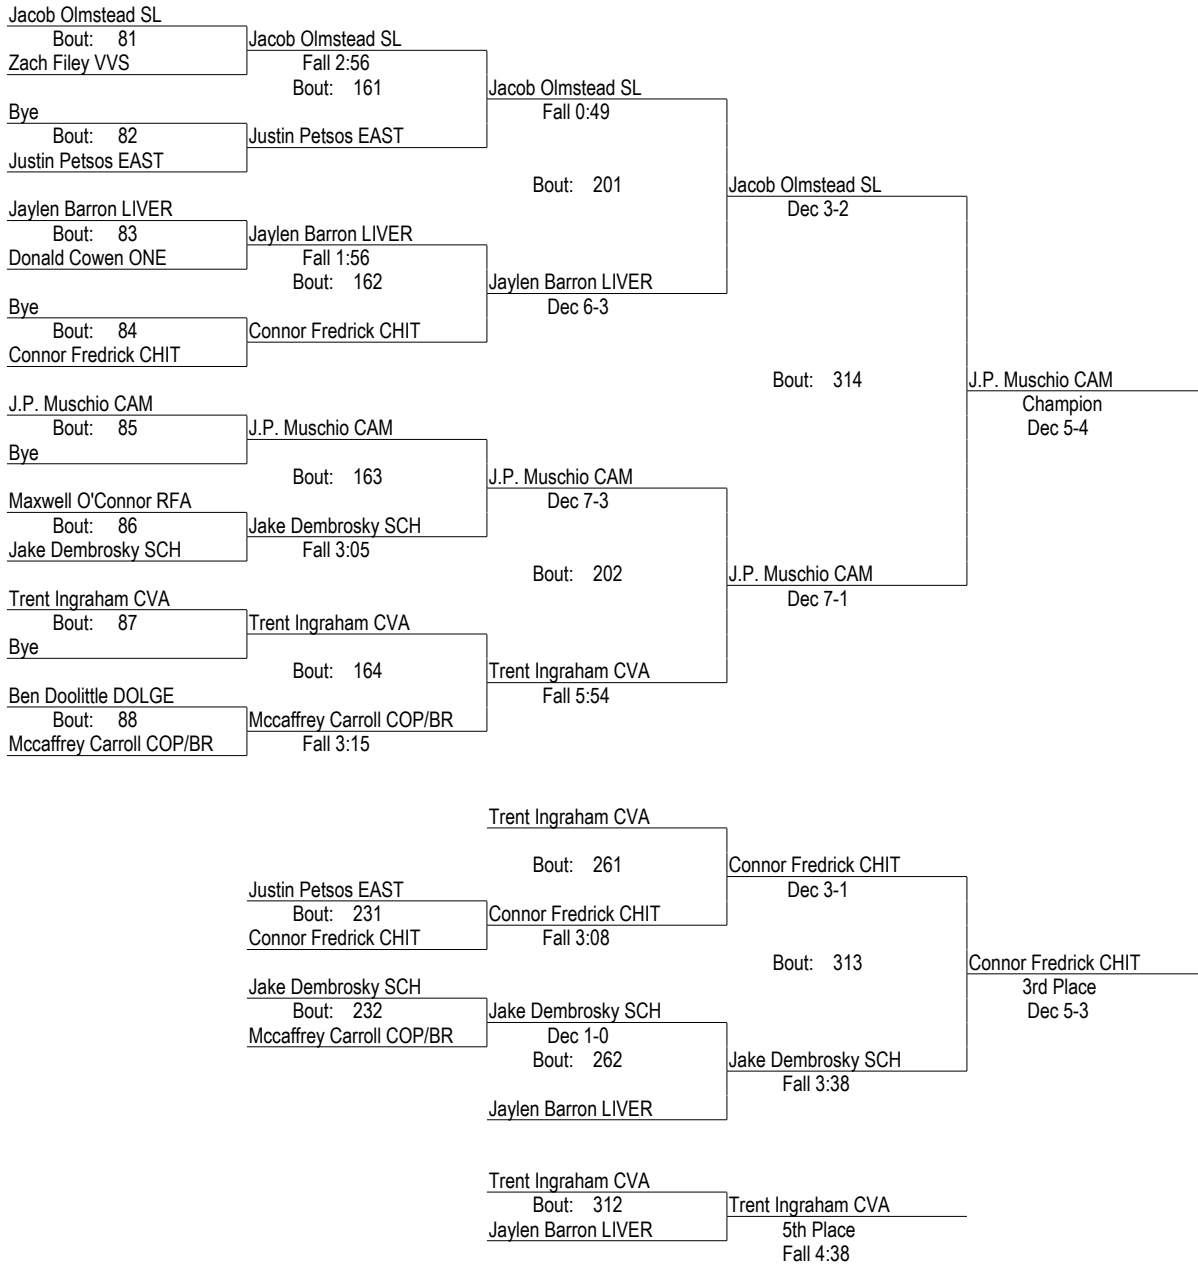 Jacob Olmstead SL
Bout: 81
Zach Filey VVS
Jacob Olmstead SL
Fall 2:56
Bout: 161
Bye
Bout: 82
Justin Petsos EAST
Justin Petsos EAST
Jacob Olmstead SL
Fall 0:49
Bout: 201
Jaylen Barron LIVER
Bout: 83
Donald Cowen ONE
Jaylen Barron LIVER
Fall 1:56
Bout: 162
Bye
Bout: 84
Connor Fredrick CHIT
Connor Fredrick CHIT
Jaylen Barron LIVER
Dec 6-3
Jacob Olmstead SL
Dec 3-2
Bout: 314
J.P. Muschio CAM
Champion
Dec 5-4
J.P. Muschio CAM
Bout: 85
Bye
J.P. Muschio CAM
Bout: 163
Maxwell O'Connor RFA
Bout: 86
Jake Dembrosky SCH
Jake Dembrosky SCH
Fall 3:05
J.P. Muschio CAM
Dec 7-3
Bout: 202
Trent Ingraham CVA
Bout: 87
Bye
Trent Ingraham CVA
Bout: 164
Ben Doolittle DOLGE
Bout: 88
Mccaffrey Carroll COP/BR
Mccaffrey Carroll COP/BR
Fall 3:15
Trent Ingraham CVA
Fall 5:54
J.P. Muschio CAM
Dec 7-1
Trent Ingraham CVA
Bout: 261
Justin Petsos EAST
Bout: 231
Connor Fredrick CHIT
Connor Fredrick CHIT
Fall 3:08
Connor Fredrick CHIT
Dec 3-1
Bout: 313
Connor Fredrick CHIT
3rd Place
Dec 5-3
Jake Dembrosky SCH
Bout: 232
Mccaffrey Carroll COP/BR
Jake Dembrosky SCH
Dec 1-0
Bout: 262
Jaylen Barron LIVER
Jake Dembrosky SCH
Fall 3:38
Trent Ingraham CVA
Bout: 312
Jaylen Barron LIVER
Trent Ingraham CVA
5th Place
Fall 4:38